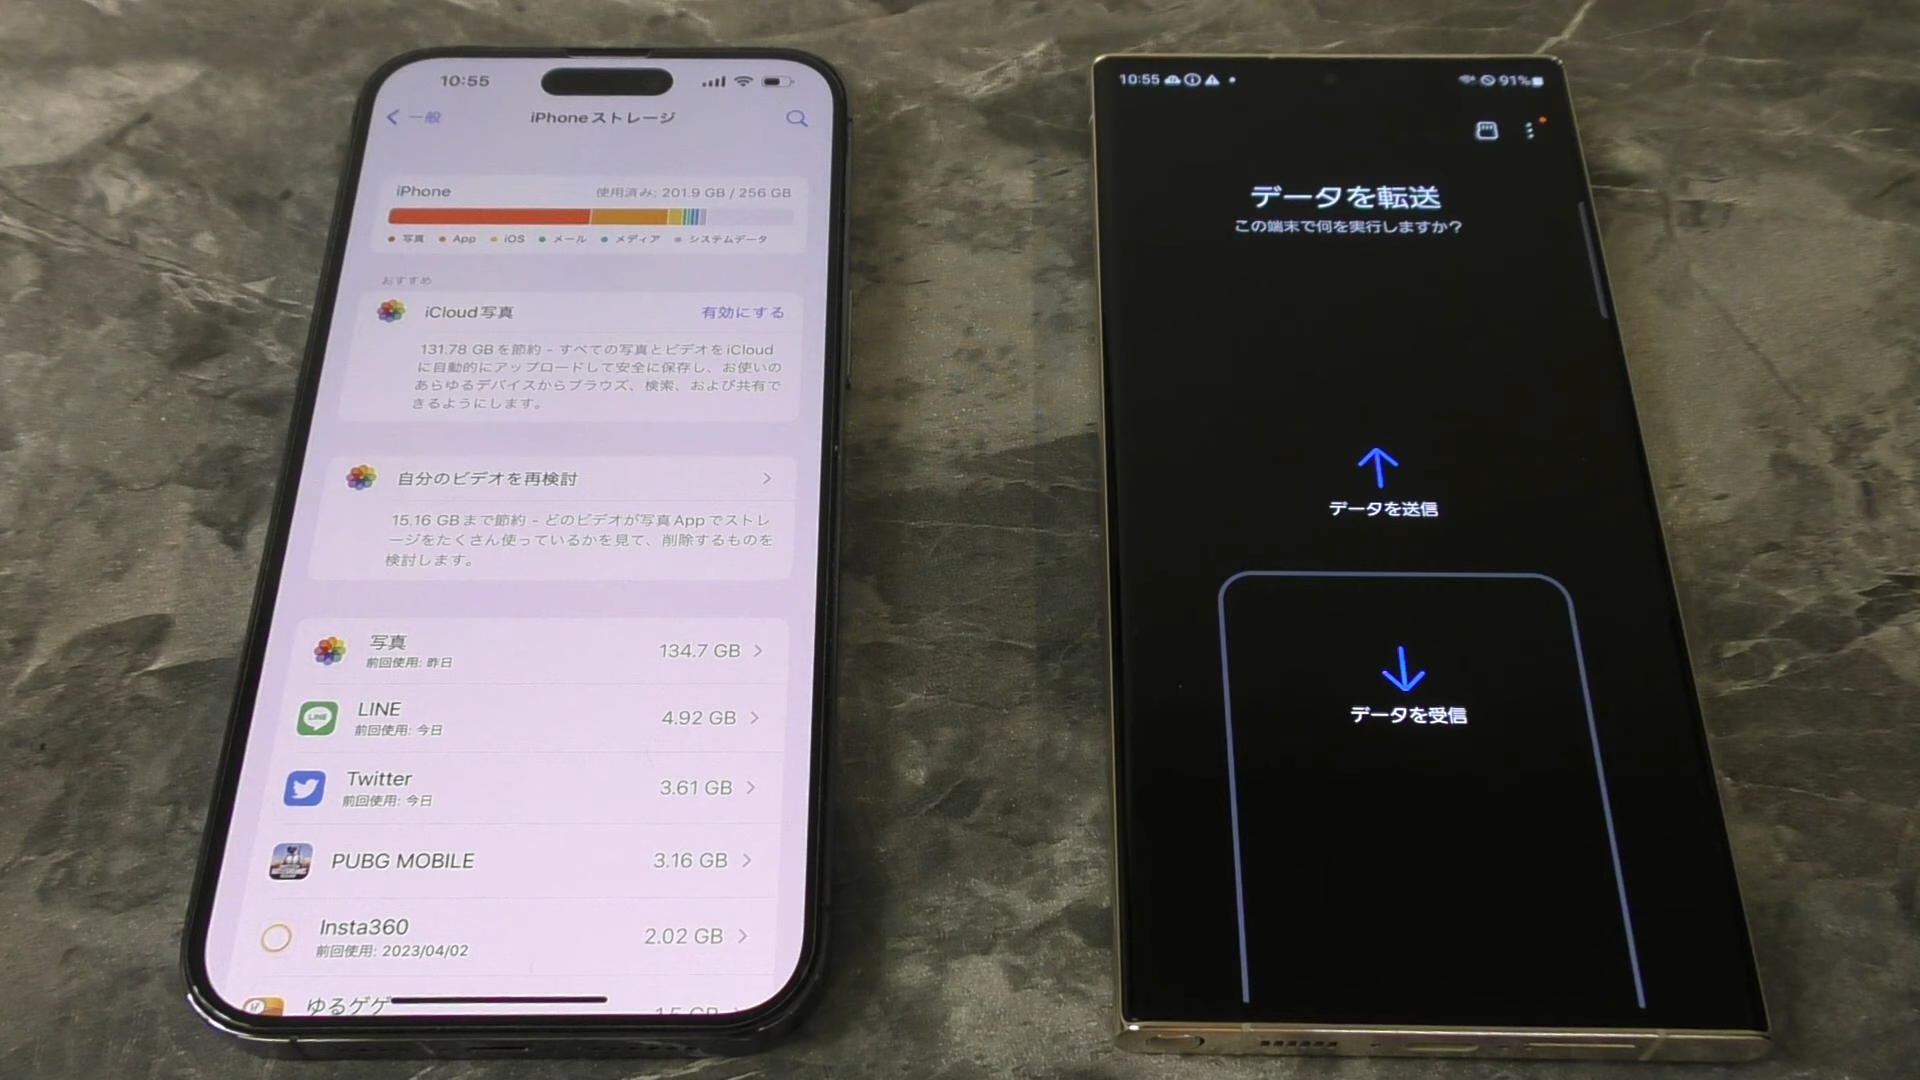 10:55
一般
iPhoneストレージ
iPhone
使用済み: 201.9 GB / 256 GB
写真 App iOS メール メディア システムデータ
おすすめ
iCloud写真
有効にする
131.78 GBを節約 – すべての写真とビデオをiCloud
に自動的にアップロードして安全に保存し、お使いの
あらゆるデバイスからブラウズ、検索、および共有で
きるようにします。
自分のビデオを再検討
15.16 GBまで節約 – どのビデオが写真Appでストレ
ージをたくさん使っているかを見て、削除するものを
検討します。
写真
134.7 GB
前回使用: 昨日
LINE
LINE
4.92 GB
前回使用: 今日
Twitter
3.61 GB
前回使用: 今日
PUBG MOBILE
3.16 GB
Insta360
2.02 GB
前回使用: 2023/04/02
ゆるゲゲ
10:55
91%
データを転送
この端末で何を実行しますか?
データを送信
データを受信